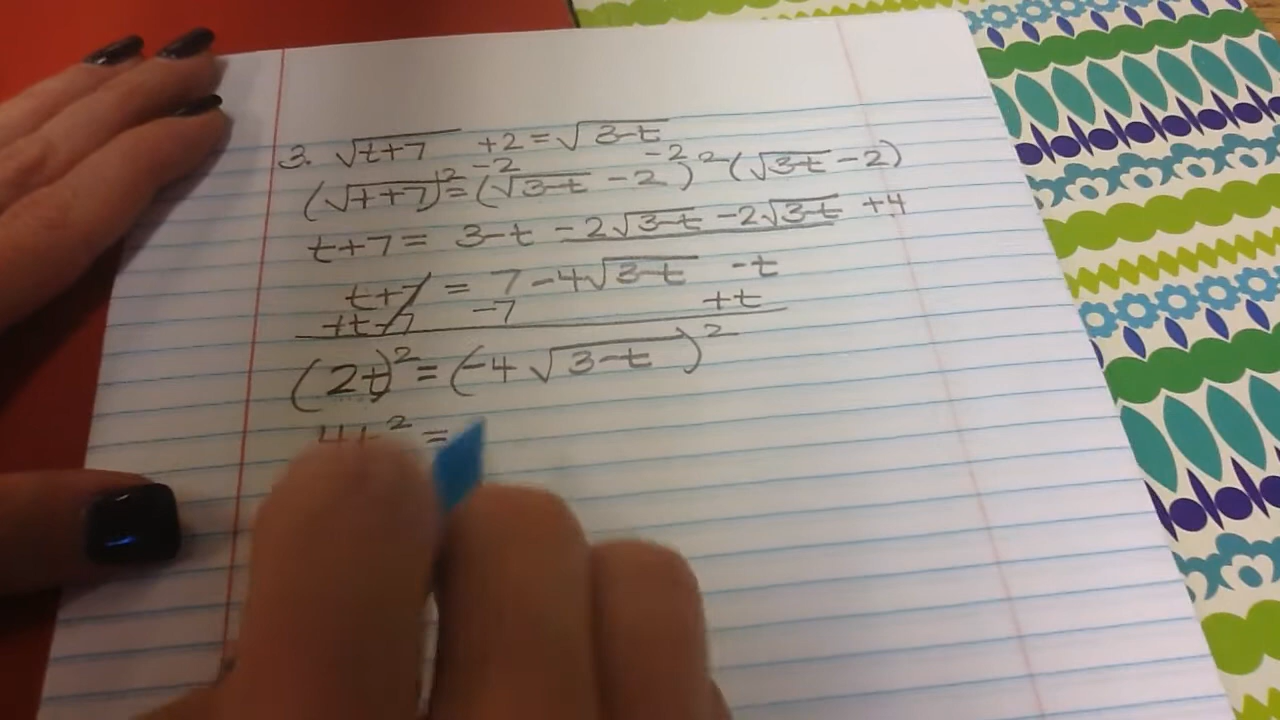 3. √t+7 +2 = √3-t
-2 -2
(√t+7)² = (√3-t -2)² (√3-t -2)
t+7 = 3-t -2√3-t -2√3-t +4
t+7 = 7 -4√3-t -t
+t-7 -7 +t
(2t)² = (-4√3-t)²
4t² =